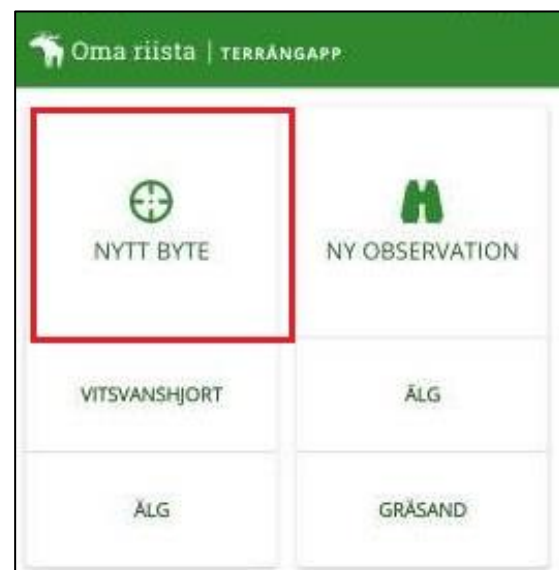 Oma riista | TERRÄNGAPP
NYTT BYTE
NY OBSERVATION
VITSVANSHJORT
ÄLG
ÄLG
GRÄSAND